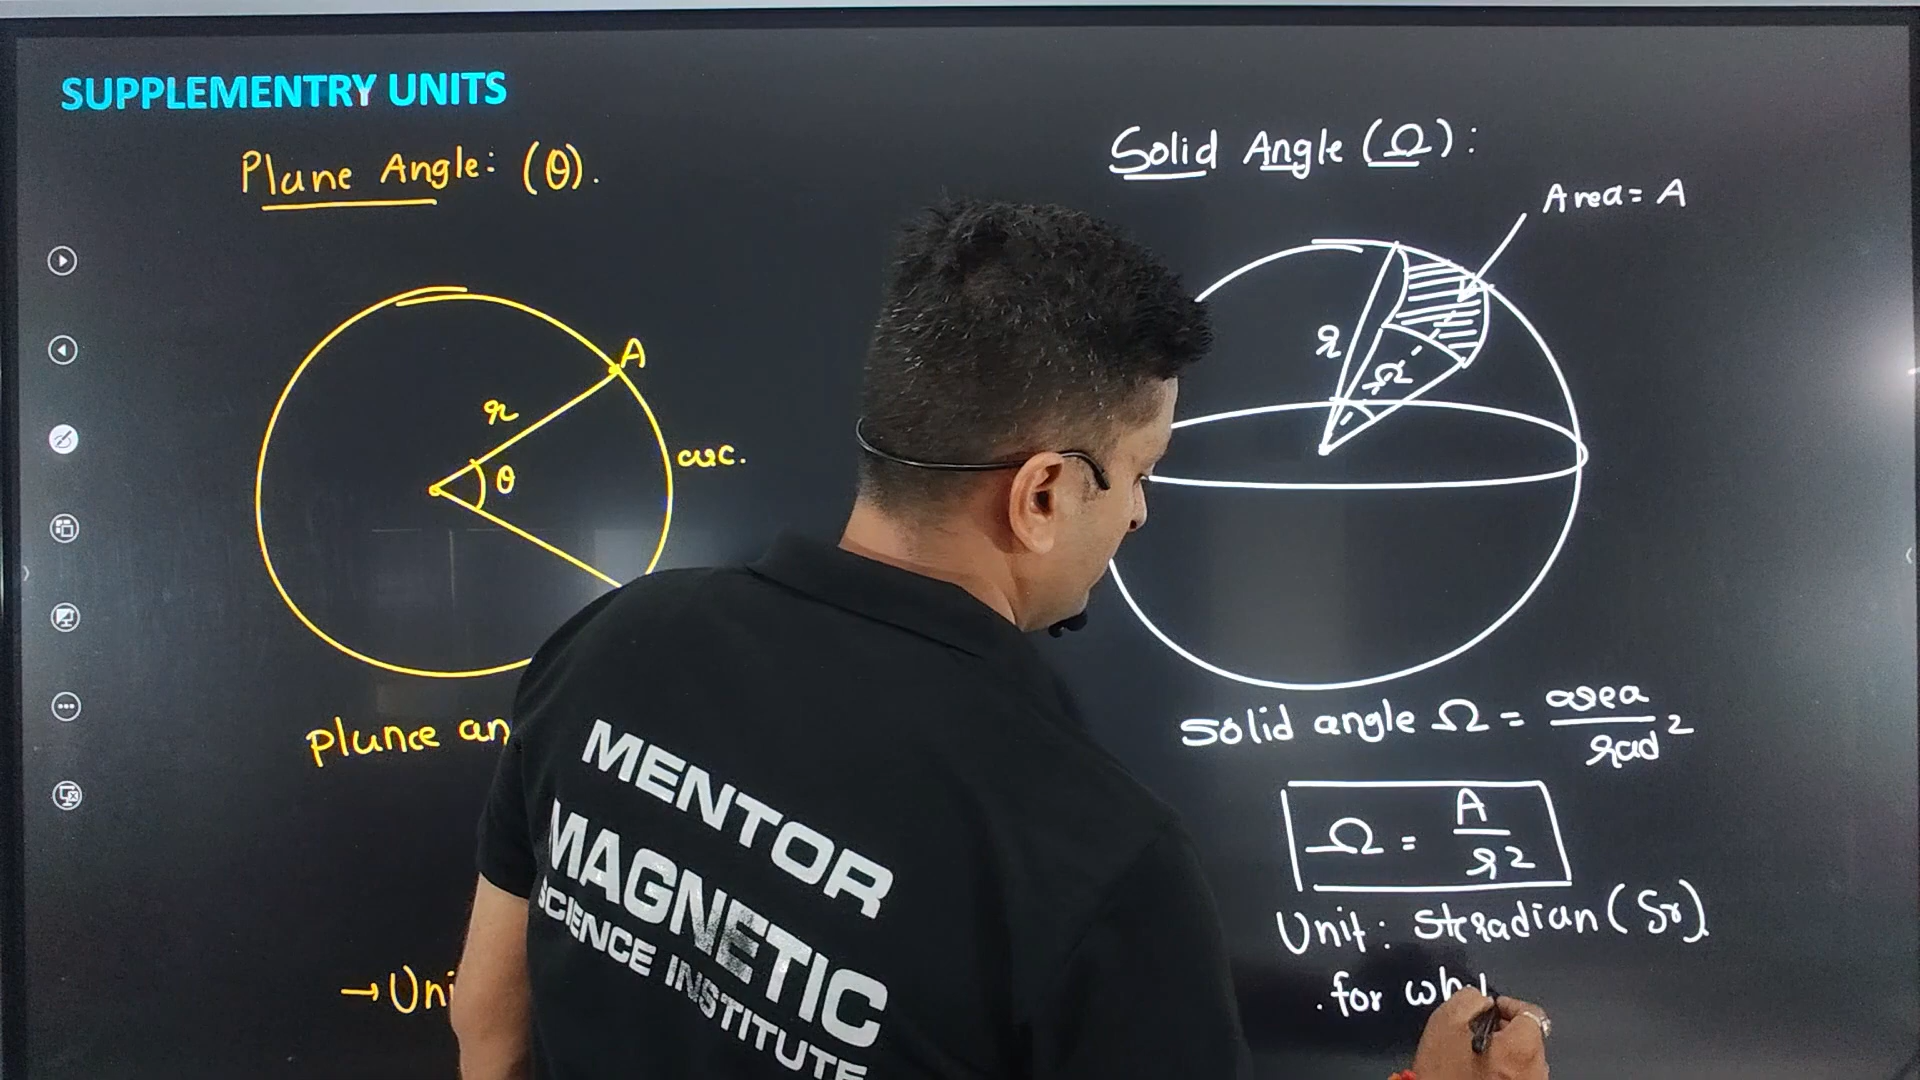 SUPPLEMENTRY UNITS
Plane Angle: (θ).
A
r
θ
arc.
plance an
→ Uni
Solid Angle (Ω):
Area = A
r
Ω
Solid angle Ω = area / rad²
Ω = A / r²
Unit: Steradian (Sr).
. for wh
MENTOR
MAGNETIC
SCIENCE INSTITUTE